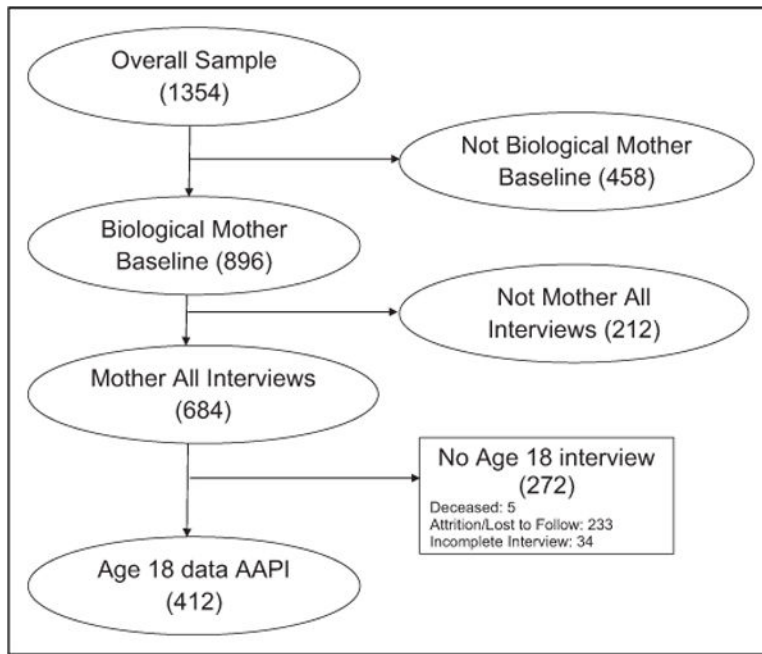 Overall Sample
(1354)
Not Biological Mother
Baseline (458)
Biological Mother
Baseline (896)
Not Mother All
Interviews (212)
Mother All Interviews
(684)
No Age 18 interview
(272)
Deceased: 5
Attrition/Lost to Follow: 233
Incomplete Interview: 34
Age 18 data AAPI
(412)